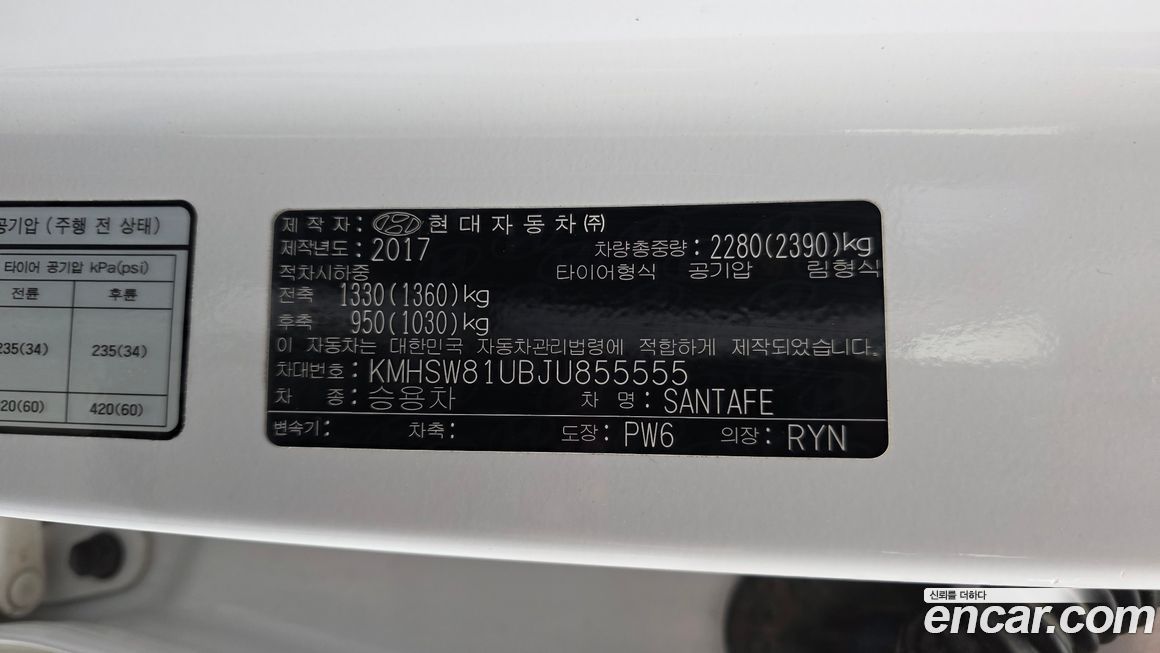 공기압 (주행 전 상태)
타이어 공기압 kPa(psi)
전륜 후륜
235(34) 235(34)
420(60) 420(60)
제 작 자: 현대자동차㈜
제작년도: 2017 차량총중량: 2280(2390)kg
적차시하중 타이어형식 공기압 림형식
전축 1330(1360)kg
후축 950(1030)kg
이 자동차는 대한민국 자동차관리법령에 적합하게 제작되었습니다.
차대번호: KMHSW81UBJU855555
차 종: 승용차 차 명: SANTAFE
변속기: 차축: 도장: PW6 의장: RYN
신뢰를 더하다
encar.com